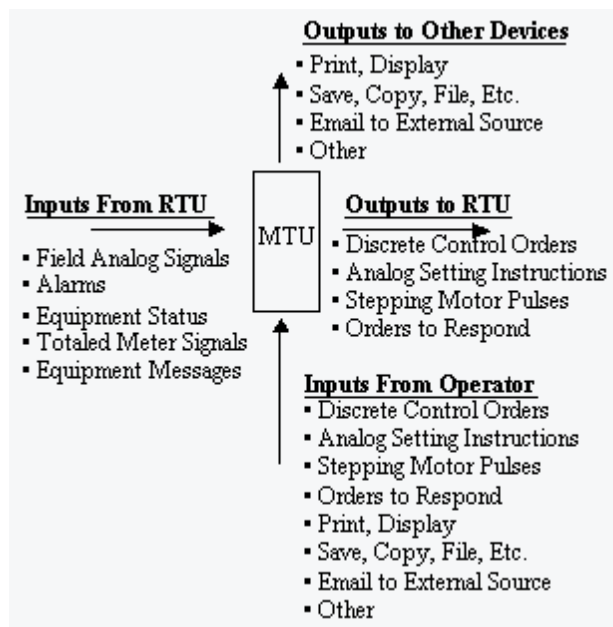 Outputs to Other Devices
▪ Print, Display
▪ Save, Copy, File, Etc.
▪ Email to External Source
▪ Other
Inputs From RTU
▪ Field Analog Signals
▪ Alarms
▪ Equipment Status
▪ Totaled Meter Signals
▪ Equipment Messages
MTU
Outputs to RTU
▪ Discrete Control Orders
▪ Analog Setting Instructions
▪ Stepping Motor Pulses
▪ Orders to Respond
Inputs From Operator
▪ Discrete Control Orders
▪ Analog Setting Instructions
▪ Stepping Motor Pulses
▪ Orders to Respond
▪ Print, Display
▪ Save, Copy, File, Etc.
▪ Email to External Source
▪ Other